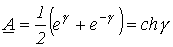 A = 1/2 (e^γ + e^−γ) = chγ